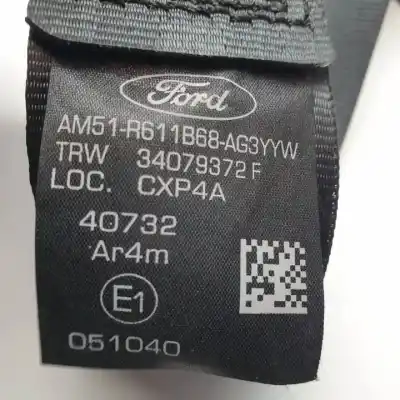 Ford
AM51-R611B68-AG3YYW
TRW 34079372 F
LOC. CXP4A
40732
Ar4m
E1
051040